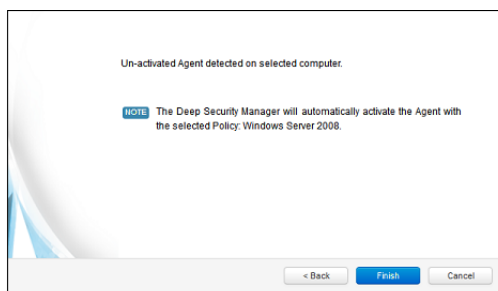 Un-activated Agent detected on selected computer.
NOTE The Deep Security Manager will automatically activate the Agent with
the selected Policy: Windows Server 2008.
< Back Finish Cancel